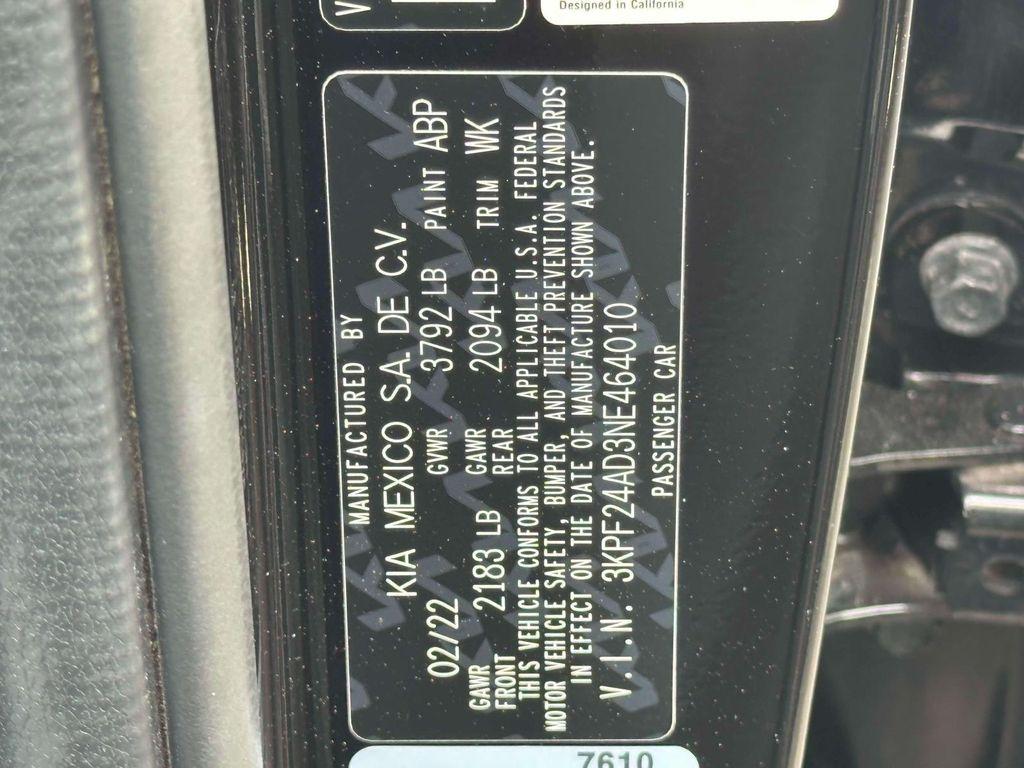 Designed in California
V
MANUFACTURED BY
KIA MEXICO S.A. DE C.V.
02/22 GVWR 3792 LB PAINT ABP
GAWR FRONT 2183 LB GAWR REAR 2094 LB TRIM WK
THIS VEHICLE CONFORMS TO ALL APPLICABLE U.S.A. FEDERAL
MOTOR VEHICLE SAFETY, BUMPER, AND THEFT PREVENTION STANDARDS
IN EFFECT ON THE DATE OF MANUFACTURE SHOWN ABOVE.
V.I.N. 3KPF24AD3NE464010
PASSENGER CAR
7610